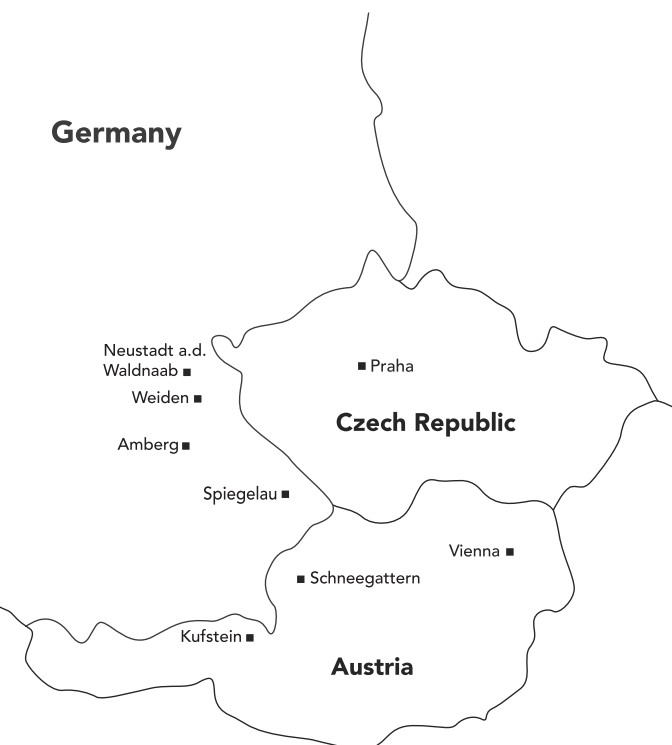 Germany
Neustadt a.d.
Waldnaab
Praha
Weiden
Czech Republic
Amberg
Spiegelau
Vienna
Schneegattern
Kufstein
Austria